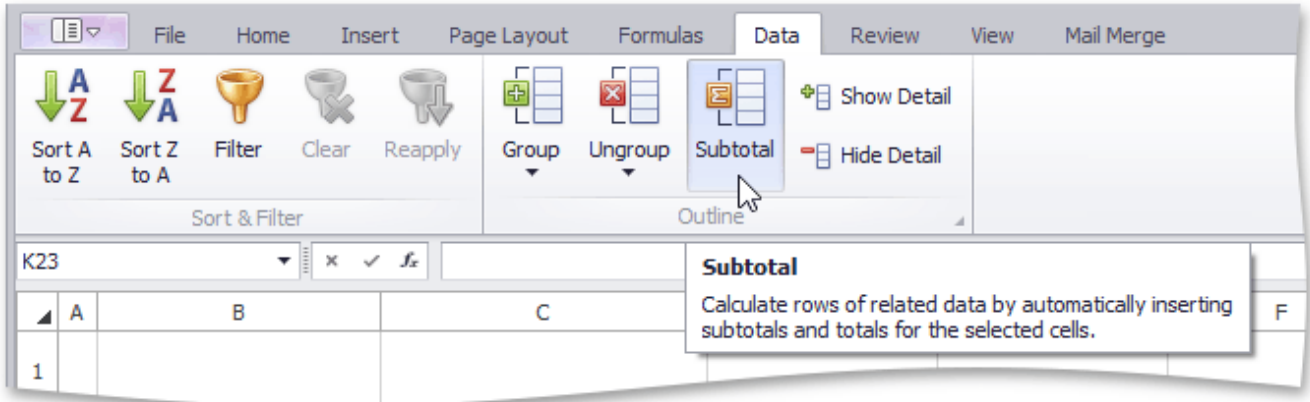 File Home Insert Page Layout Formulas Data Review View Mail Merge
Sort A to Z
Sort Z to A
Filter
Clear
Reapply
Group
Ungroup
Subtotal
Show Detail
Hide Detail
Sort & Filter
Outline
K23
fx
Subtotal
Calculate rows of related data by automatically inserting
subtotals and totals for the selected cells.
A B C F
1